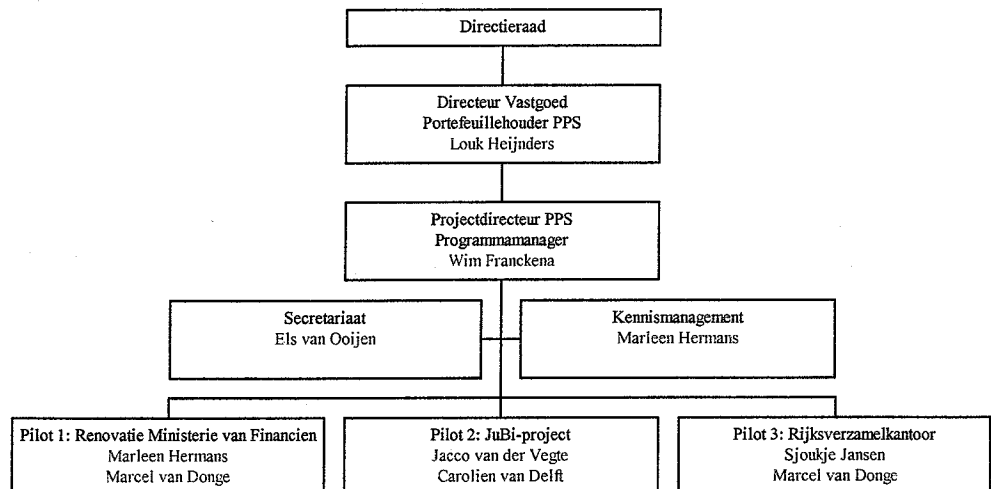 Directieraad
Directeur Vastgoed
Portefeuillehouder PPS
Louk Heijnders
Projectdirecteur PPS
Programmamanager
Wim Franckena
Secretariaat
Els van Ooijen
Kennismanagement
Marleen Hermans
Pilot 1: Renovatie Ministerie van Financien
Marleen Hermans
Marcel van Donge
Pilot 2: JuBi-project
Jacco van der Vegte
Carolien van Delft
Pilot 3: Rijksverzamelkantoor
Sjoukje Jansen
Marcel van Donge